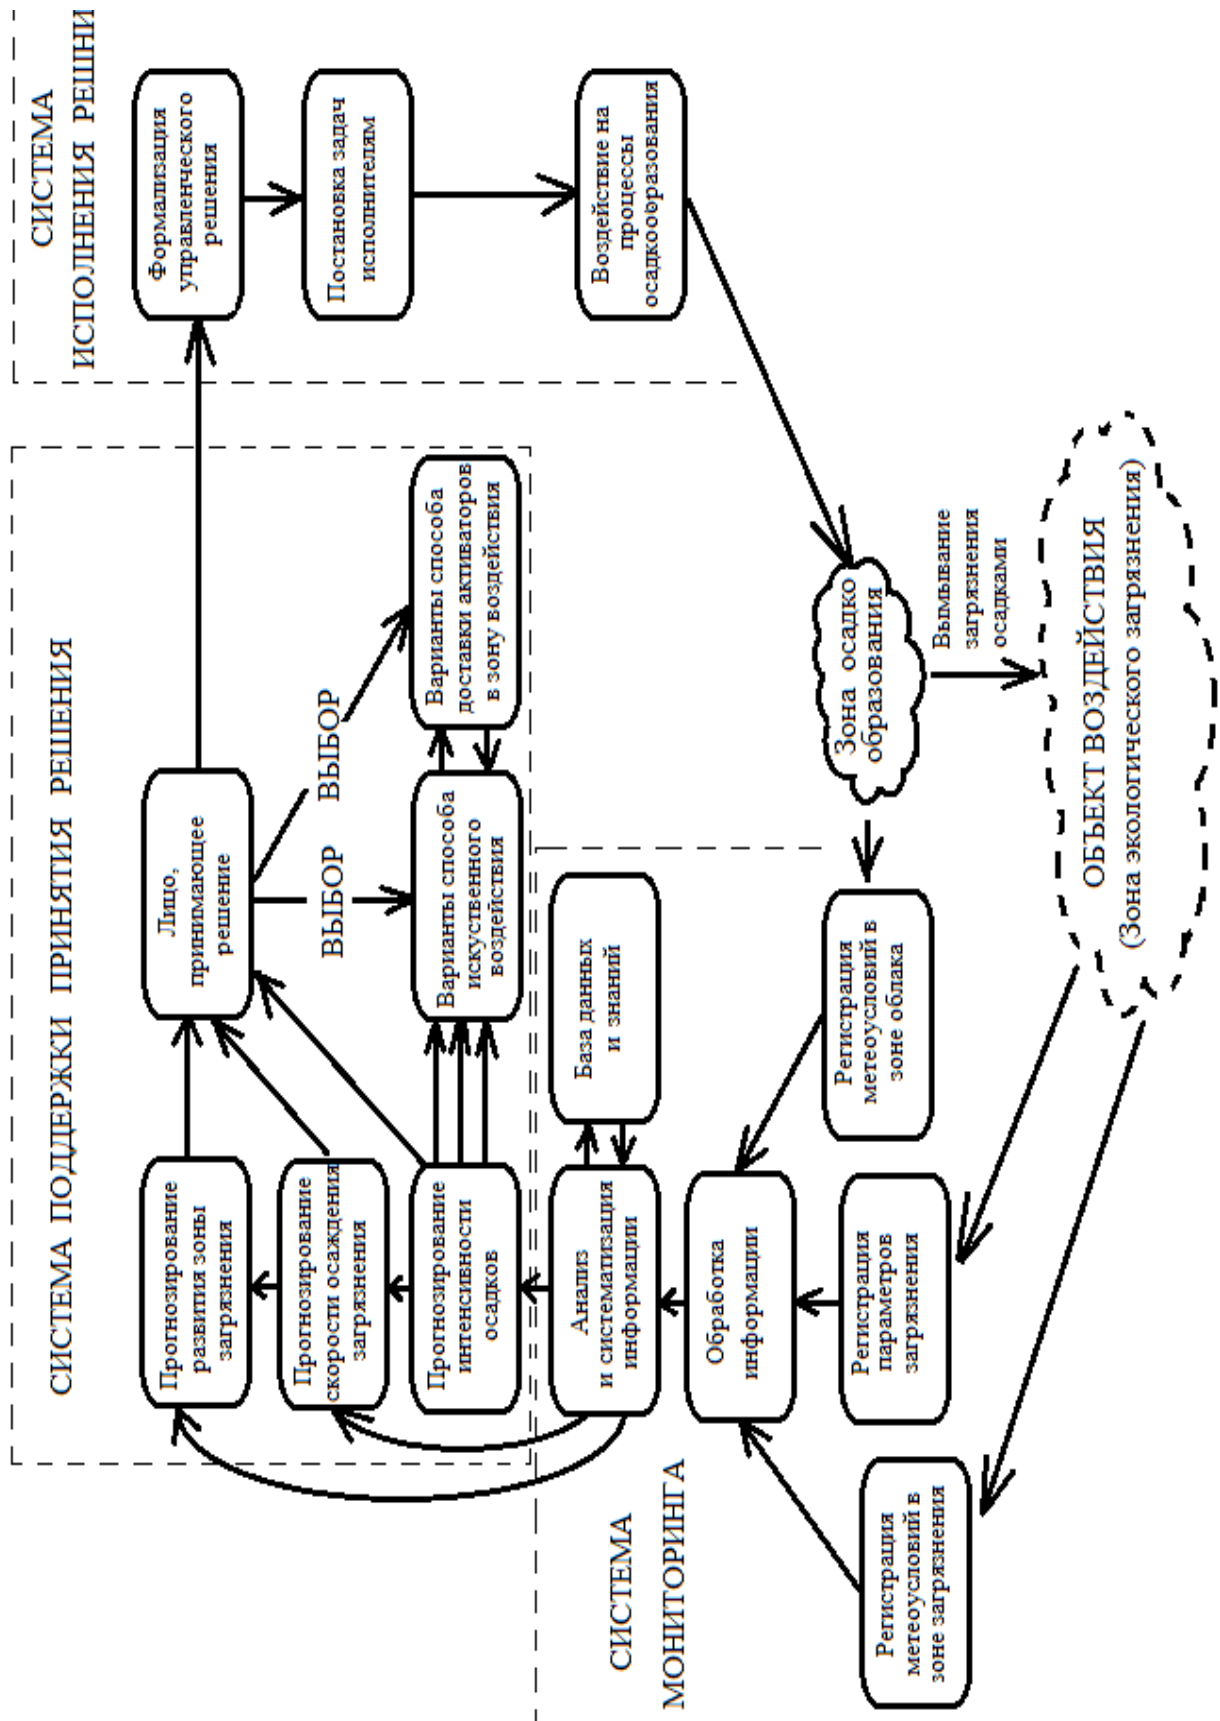 СИСТЕМА ПОДДЕРЖКИ ПРИНЯТИЯ РЕШЕНИЯ
Прогнозирование
развития зоны
загрязнения
Прогнозирование
скорости осаждения
загрязнения
Прогнозирование
интенсивности
осадков
Лицо,
принимающее
решение
ВЫБОР
ВЫБОР
Варианты способа
искуственного
воздействия
Варианты способа
доставки активаторов
в зону воздействия
СИСТЕМА
ИСПОЛНЕНИЯ РЕШНИ
Формализация
управленческого
решения
Постановка задач
исполнителям
Воздействие на
процессы
осадкообразования
СИСТЕМА
МОНИТОРИНГА
Анализ
и систематизация
информации
База данных
и знаний
Обработка
информации
Регистрация
метеоусловий в
зоне загрязнения
Регистрация
параметров
загрязнения
Регистрация
метеоусловий в
зоне облака
Зона осадко
образования
Вымывание
загрязнения
осадками
ОБЪЕКТ ВОЗДЕЙСТВИЯ
(Зона экологического загрязнения)